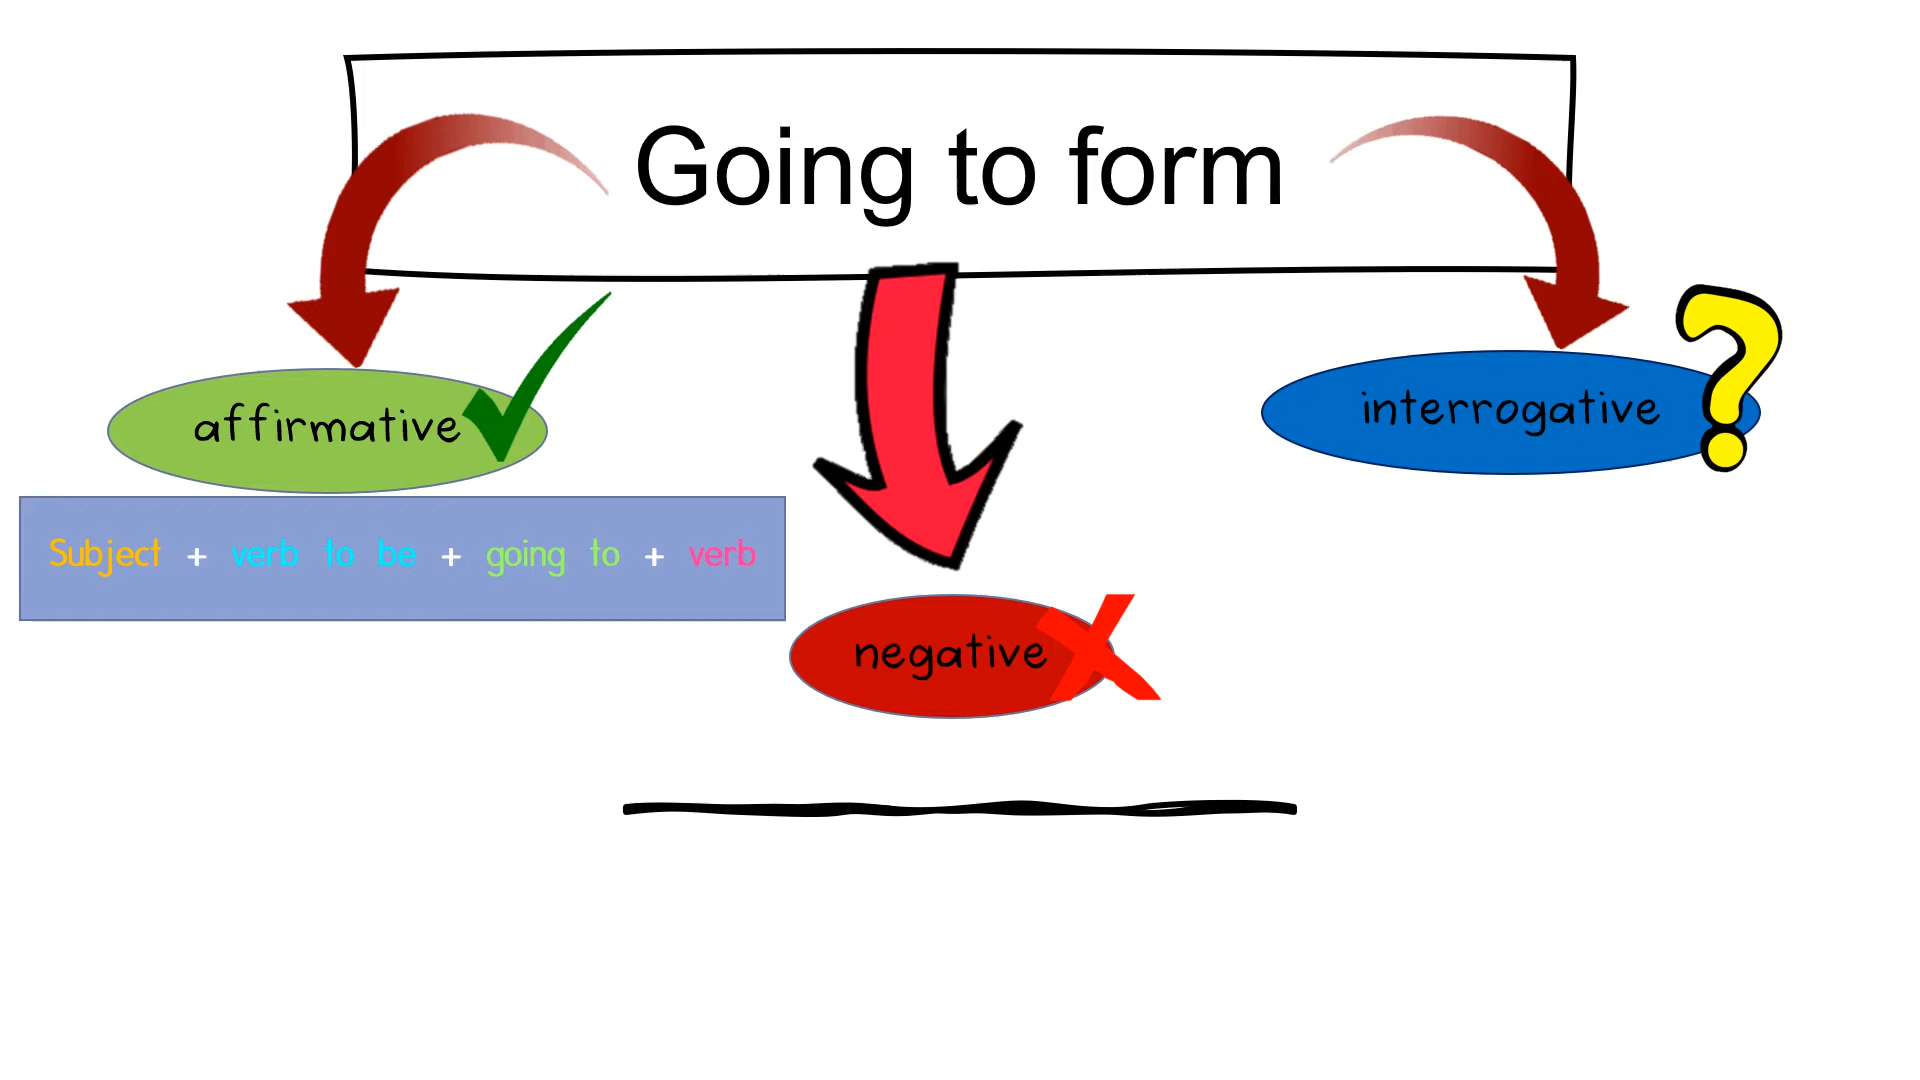 Going to form
affirmative
interrogative
Subject + verb to be + going to + verb
negative